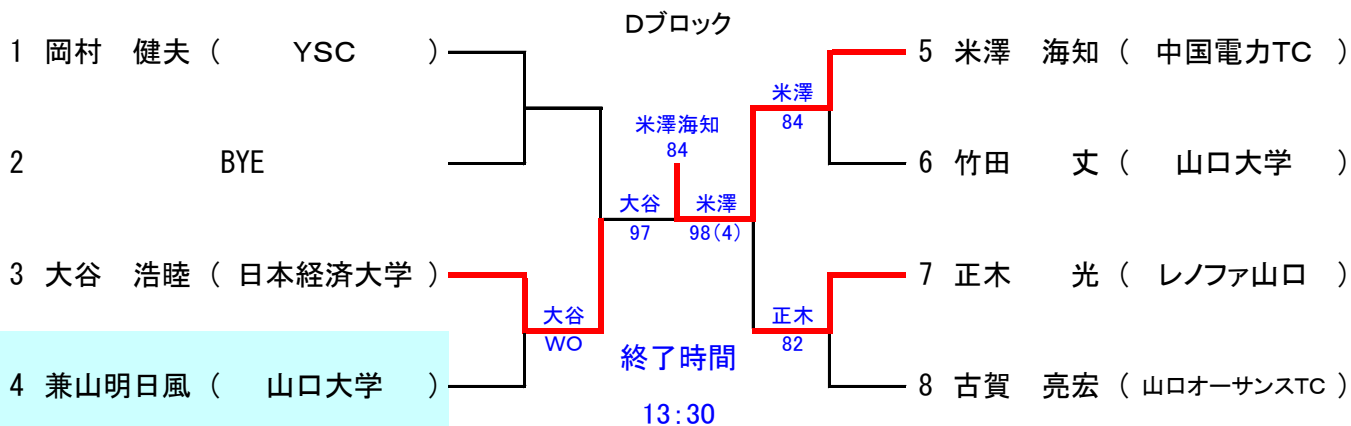 Dブロック
1 岡村 健夫 ( YSC )
2 BYE
3 大谷 浩睦 ( 日本経済大学 )
4 兼山明日風 ( 山口大学 )
大谷
WO
大谷
97
米澤海知
84
米澤
98(4)
米澤
84
正木
82
終了時間
13:30
5 米澤 海知 ( 中国電力TC )
6 竹田 丈 ( 山口大学 )
7 正木 光 ( レノファ山口 )
8 古賀 亮宏 ( 山口オーサンスTC )